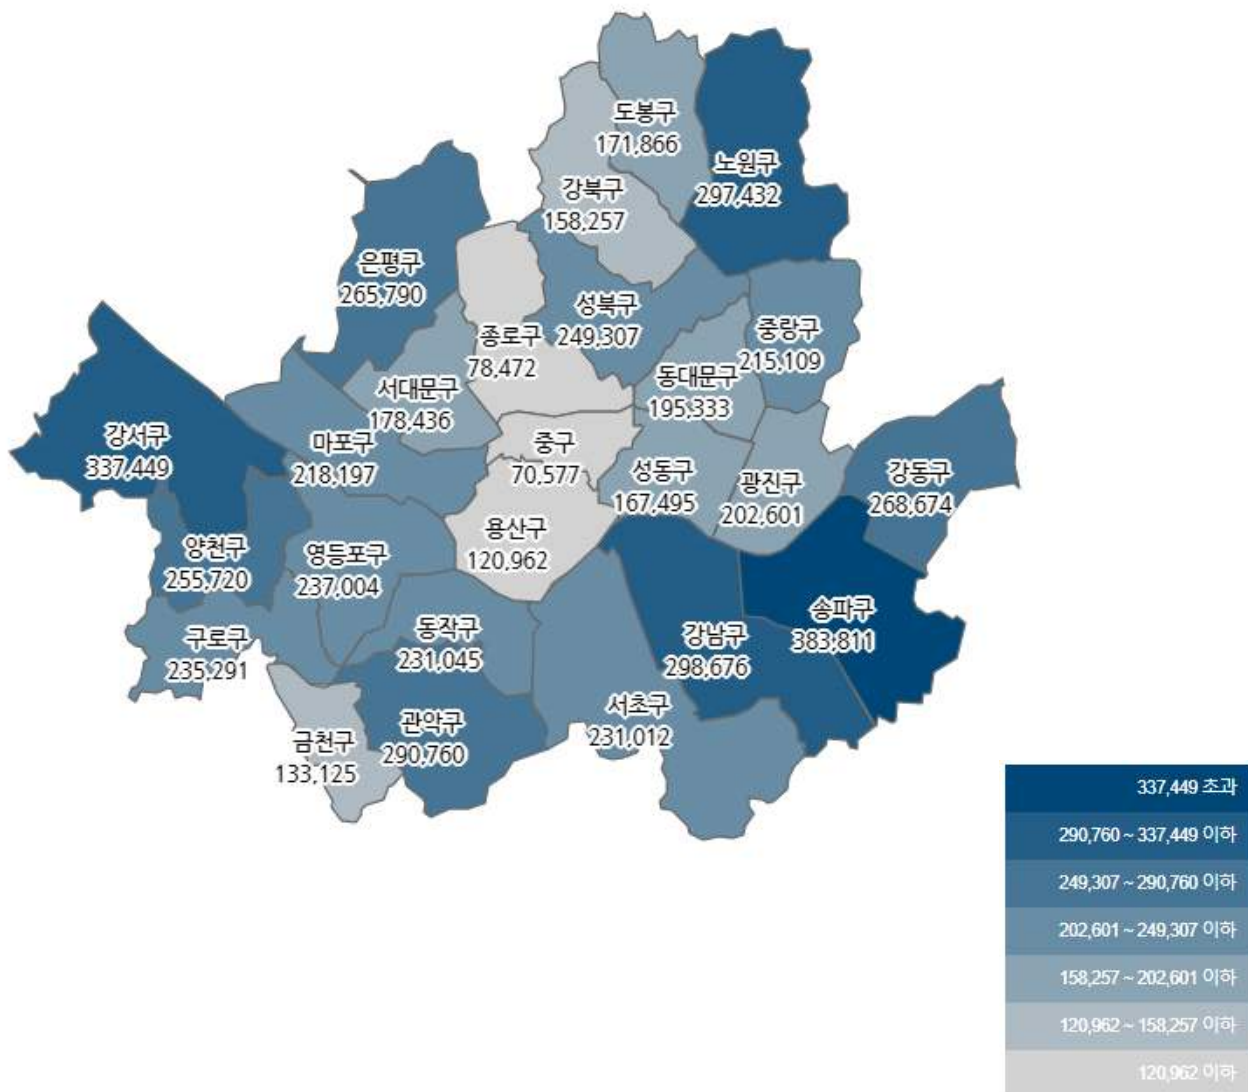 도봉구
171,866
노원구
297,432
강북구
158,257
은평구
265,790
성북구
249,307
종로구
78,472
중랑구
215,109
동대문구
195,333
서대문구
178,436
강서구
337,449
마포구
218,197
중구
70,577
성동구
167,495
광진구
202,601
강동구
268,674
용산구
120,962
양천구
255,720
영등포구
237,004
구로구
235,291
동작구
231,045
강남구
298,676
송파구
383,811
서초구
231,012
관악구
290,760
금천구
133,125
337,449 초과
290,760 ~ 337,449 이하
249,307 ~ 290,760 이하
202,601 ~ 249,307 이하
158,257 ~ 202,601 이하
120,962 ~ 158,257 이하
120,962 이하